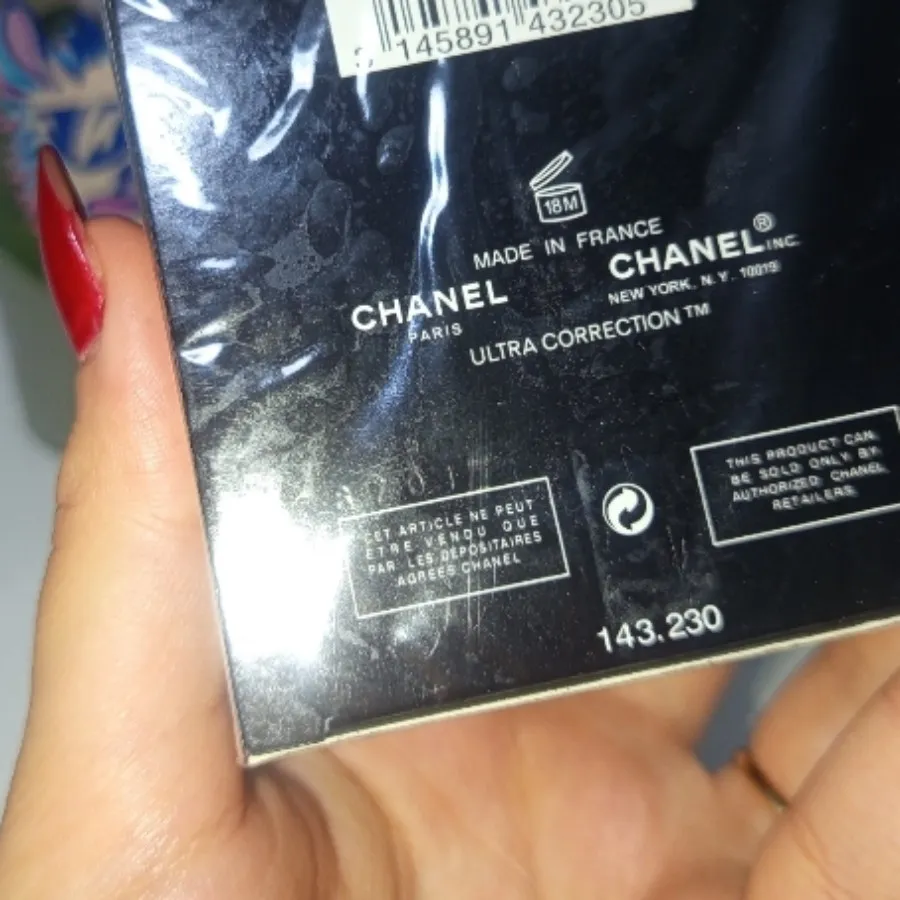 3 145891 432305
18M
MADE IN FRANCE
CHANEL
PARIS
CHANEL® INC.
NEW YORK. N.Y. 10019
ULTRA CORRECTION™
CET ARTICLE NE PEUT
ETRE VENDU QUE
PAR LES DEPOSITAIRES
AGREES CHANEL
THIS PRODUCT CAN
BE SOLD ONLY BY
AUTHORIZED CHANEL
RETAILERS.
143.230